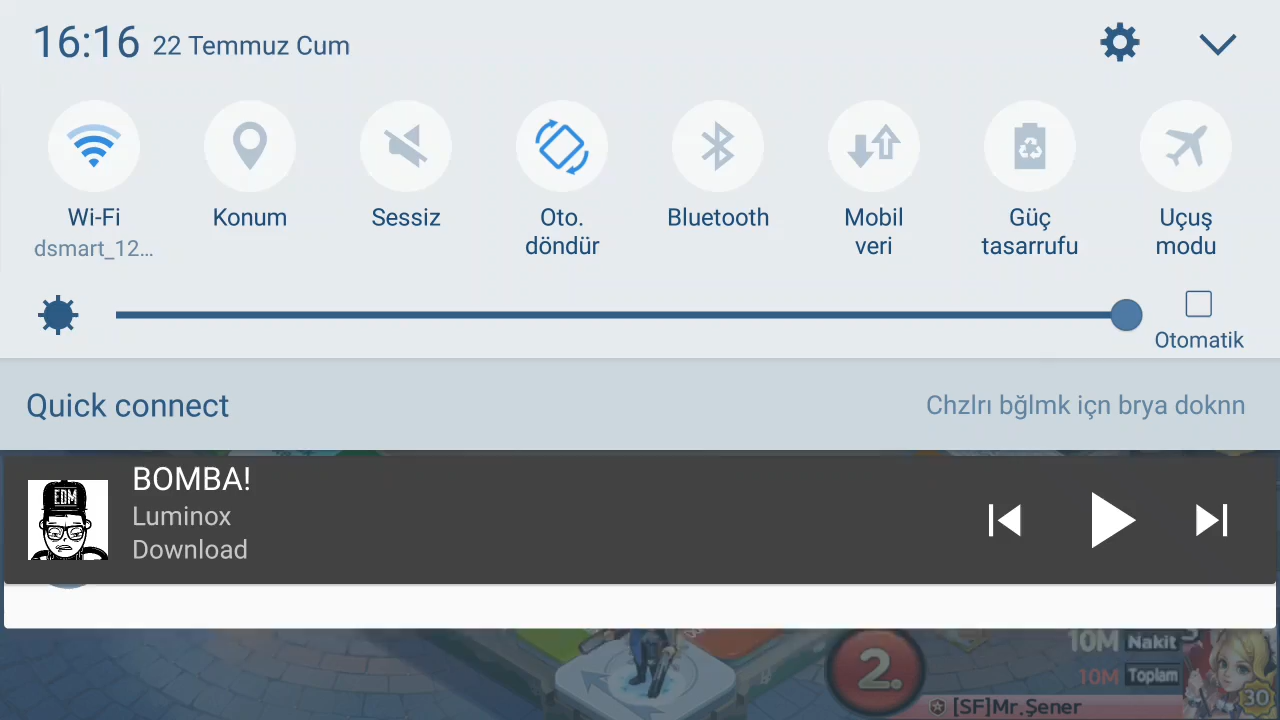 16:16 22 Temmuz Cum
Wi-Fi
dsmart_12...
Konum
Sessiz
Oto.
döndür
Bluetooth
Mobil
veri
Güç
tasarrufu
Uçuş
modu
Otomatik
Quick connect
Chzlrı bğlmk içn brya doknn
EDM
BOMBA!
Luminox
Download
2.
10M Nakit
10M Toplam
[SF]Mr.Şener
30